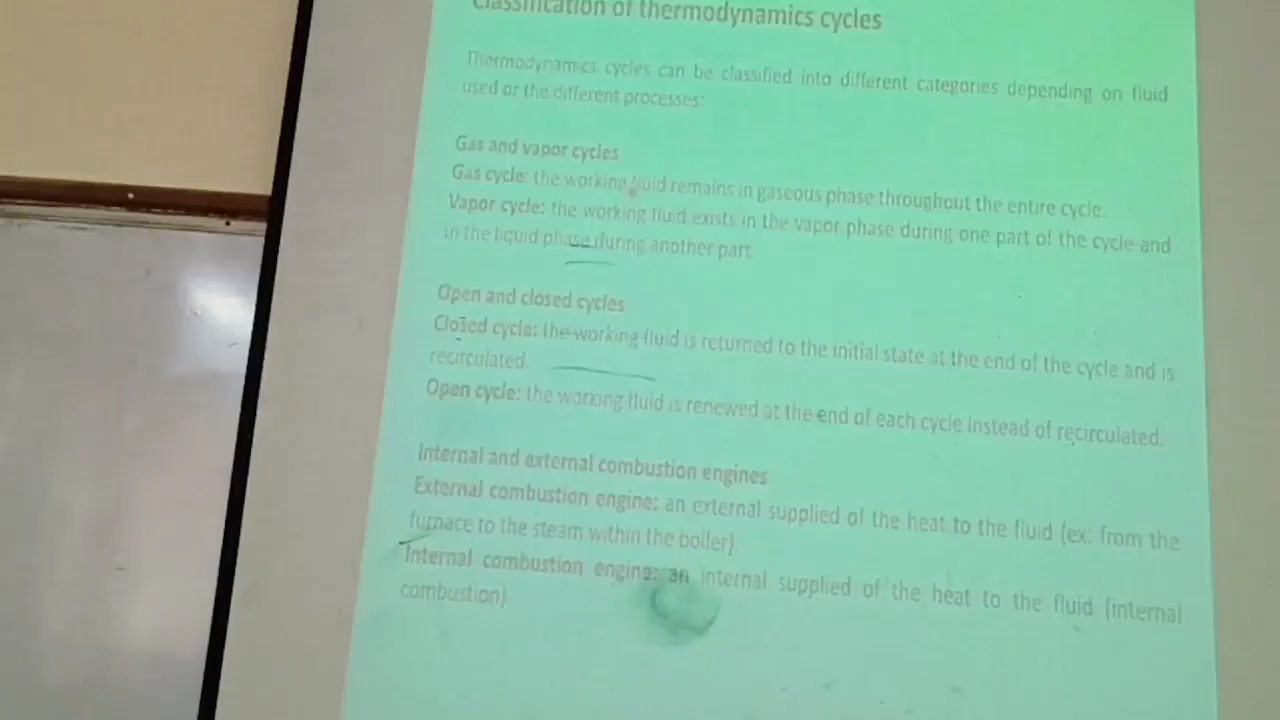 Classification of thermodynamics cycles
Thermodynamics cycles can be classified into different categories depending on fluid
used or the different processes:
Gas and vapor cycles
Gas cycle: the working fluid remains in gaseous phase throughout the entire cycle.
Vapor cycle: the working fluid exists in the vapor phase during one part of the cycle and
in the liquid phase during another part.
Open and closed cycles
Closed cycle: the working fluid is returned to the initial state at the end of the cycle and is
recirculated.
Open cycle: the working fluid is renewed at the end of each cycle instead of recirculated.
Internal and external combustion engines
External combustion engine: an external supplied of the heat to the fluid (ex: from the
furnace to the steam within the boiler).
Internal combustion engine: an internal supplied of the heat to the fluid (internal
combustion)